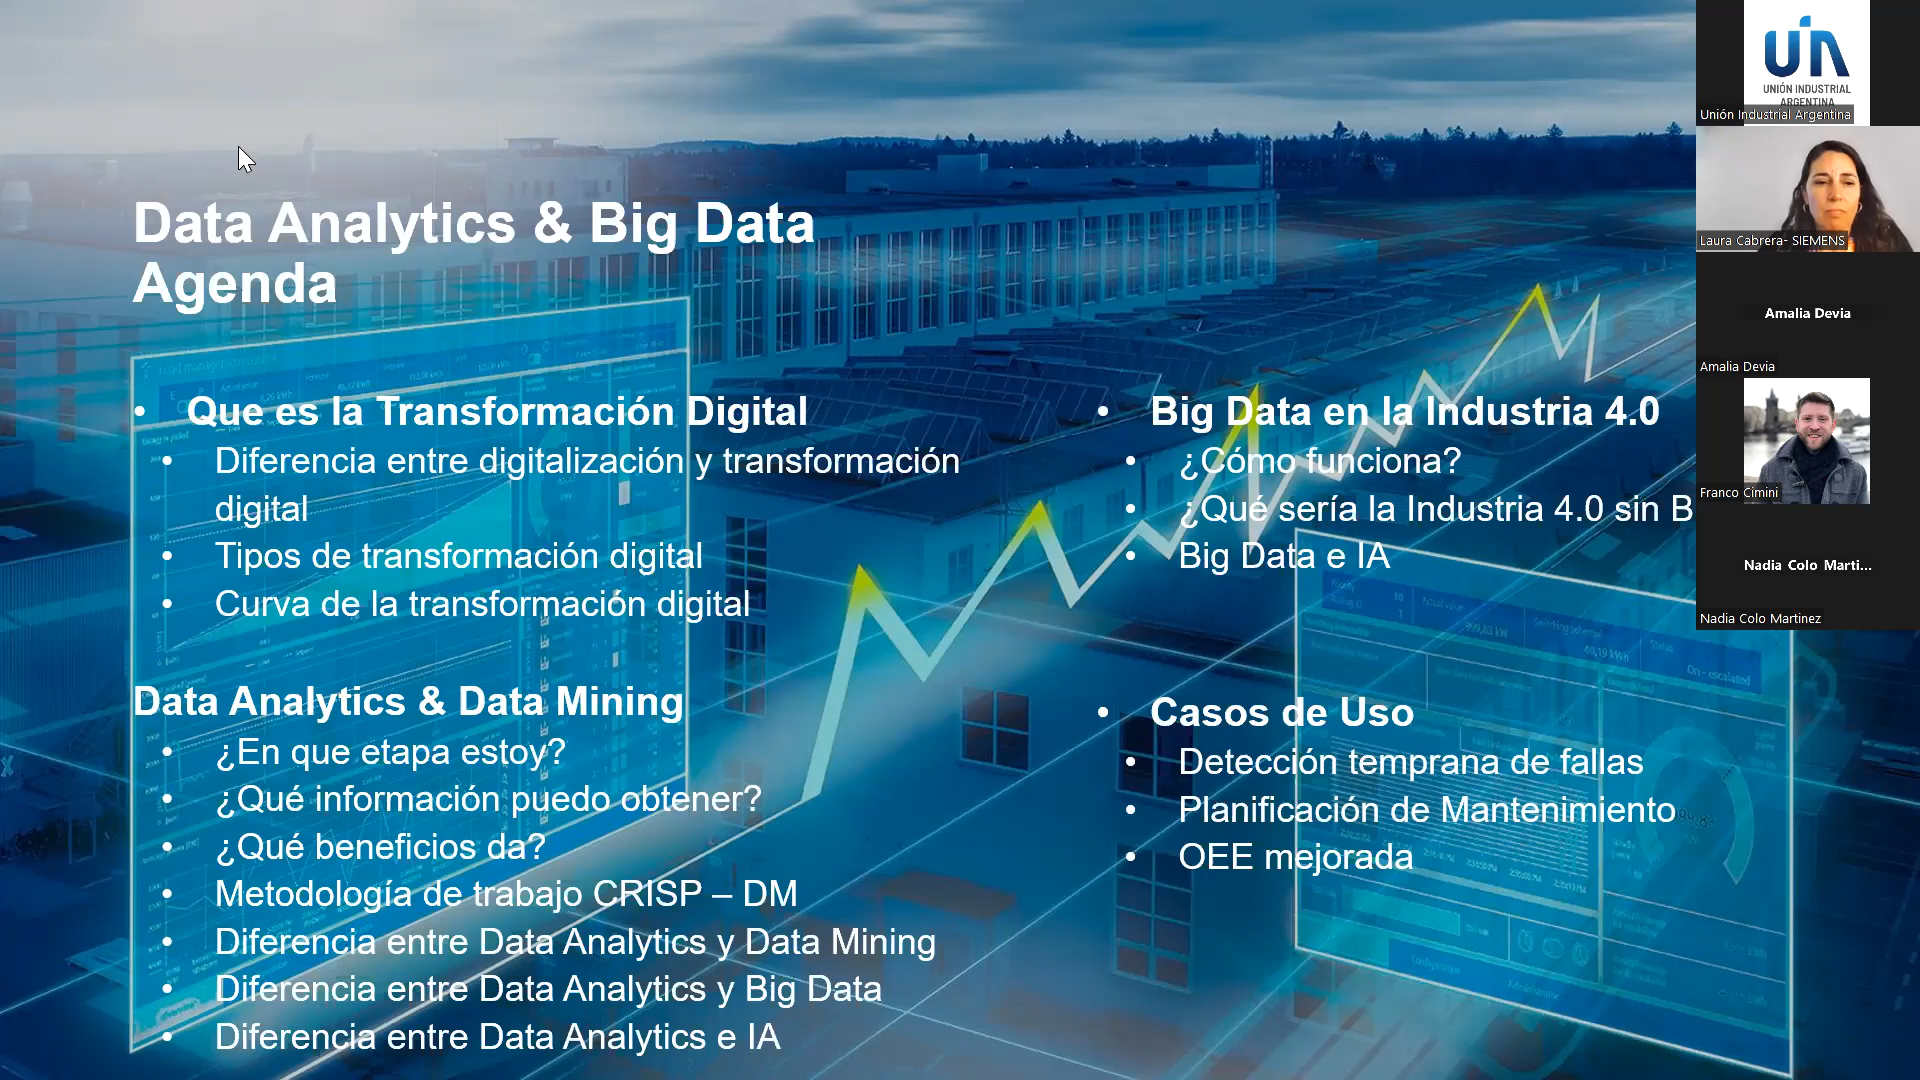 Data Analytics & Big Data
Agenda
• Que es la Transformación Digital
• Diferencia entre digitalización y transformación
digital
• Tipos de transformación digital
• Curva de la transformación digital
Data Analytics & Data Mining
• ¿En que etapa estoy?
• ¿Qué información puedo obtener?
• ¿Qué beneficios da?
• Metodología de trabajo CRISP – DM
• Diferencia entre Data Analytics y Data Mining
• Diferencia entre Data Analytics y Big Data
• Diferencia entre Data Analytics e IA
• Big Data en la Industria 4.0
• ¿Cómo funciona?
• ¿Qué sería la Industria 4.0 sin B
• Big Data e IA
• Casos de Uso
• Detección temprana de fallas
• Planificación de Mantenimiento
• OEE mejorada
UIA
UNIÓN INDUSTRIAL
ARGENTINA
Unión Industrial Argentina
Laura Cabrera- SIEMENS
Amalia Devia
Amalia Devia
Franco Cimini
Nadia Colo Marti...
Nadia Colo Martinez